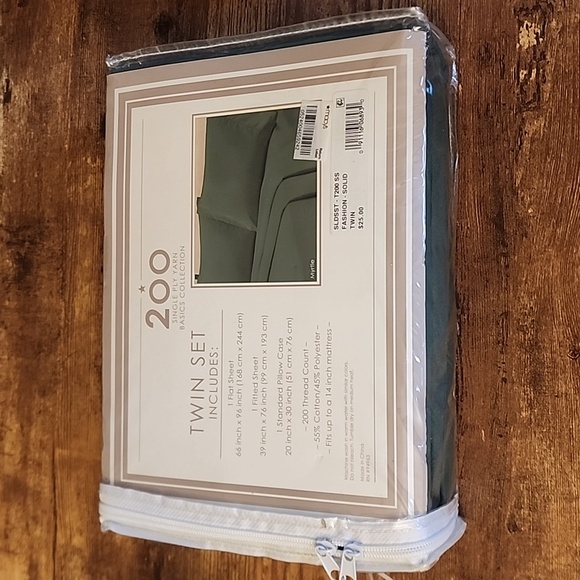 200
SINGLE PLY YARN
BASICS COLLECTION
TWIN SET
INCLUDES:
1 Flat Sheet
66 inch x 96 inch (168 cm x 244 cm)
1 Fitted Sheet
39 inch x 76 inch (99 cm x 193 cm)
1 Standard Pillow Case
20 inch x 30 inch (51 cm x 76 cm)
– 200 Thread Count –
– 55% Cotton/45% Polyester –
– Fits up to a 14 inch mattress –
Made in China
Myrtle
macys
SLDSST - T200 SS
FASHION - SOLID
TWIN
$25.00